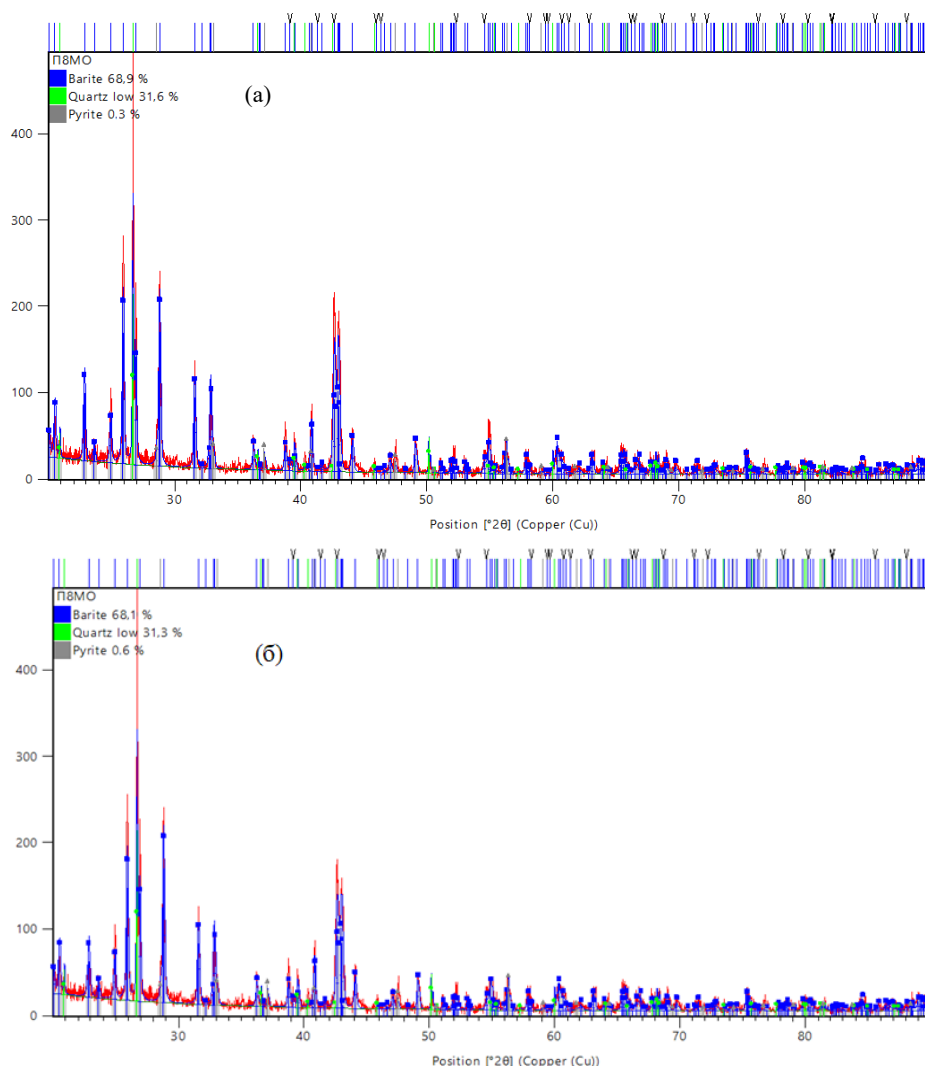 П8МО
Barite 68,9 %
Quartz low 31,6 %
Pyrite 0.3 %
(а)
400
300
200
100
0
30 40 50 60 70 80
Position [°2θ] (Copper (Cu))
П8МО
Barite 68,1 %
Quartz low 31,3 %
Pyrite 0.6 %
(б)
400
300
200
100
0
30 40 50 60 70 80
Position [°2θ] (Copper (Cu))